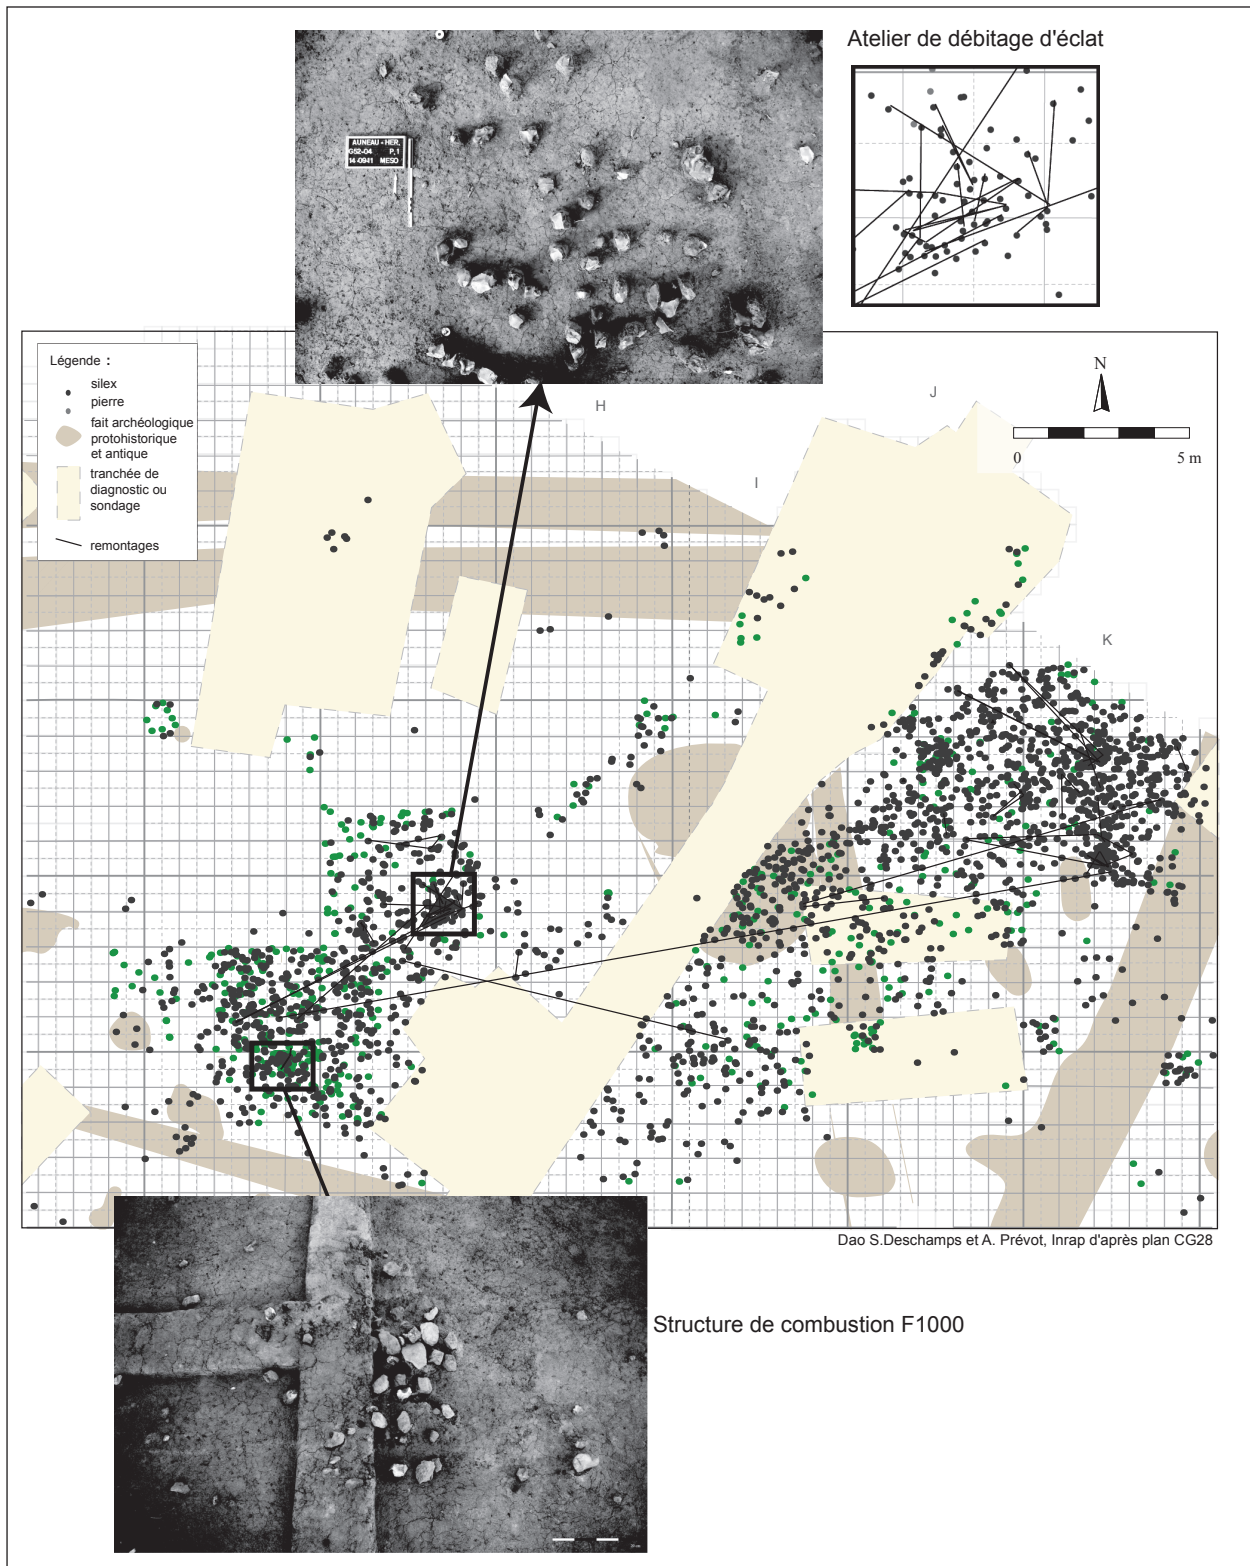 Atelier de débitage d'éclat
AUNEAU - HER.
G52-04 P.1
14-0941 MESO
Légende :
silex
pierre
fait archéologique
protohistorique
et antique
tranchée de
diagnostic ou
sondage
remontages
H
I
J
K
N
0 5 m
Dao S.Deschamps et A. Prévot, Inrap d'après plan CG28
Structure de combustion F1000